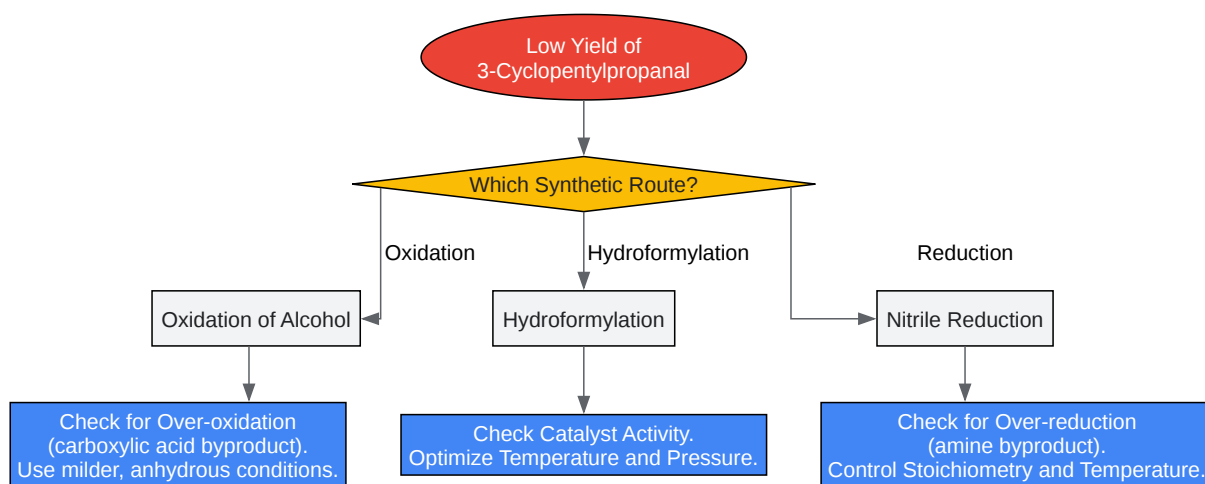 Low Yield of
3-Cyclopentylpropanal
Which Synthetic Route?
Oxidation
Hydroformylation
Reduction
Oxidation of Alcohol
Hydroformylation
Nitrile Reduction
Check for Over-oxidation
(carboxylic acid byproduct).
Use milder, anhydrous conditions.
Check Catalyst Activity.
Optimize Temperature and Pressure.
Check for Over-reduction
(amine byproduct).
Control Stoichiometry and Temperature.